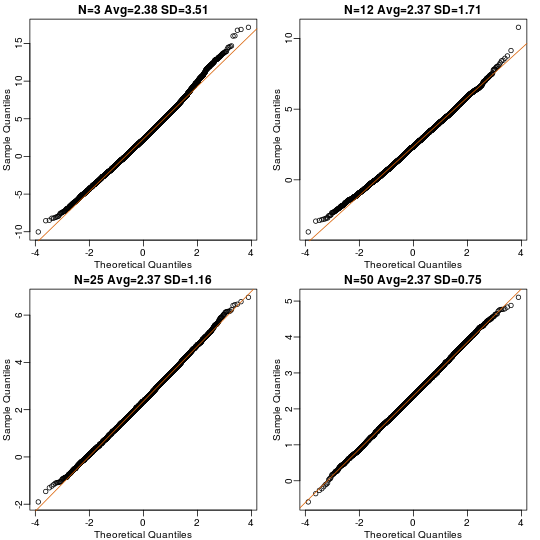 N=3 Avg=2.38 SD=3.51
N=12 Avg=2.37 SD=1.71
Sample Quantiles
-10 -5 0 5 10 15
-4 -2 0 2 4
Theoretical Quantiles
Sample Quantiles
0 5 10
-4 -2 0 2 4
Theoretical Quantiles
N=25 Avg=2.37 SD=1.16
N=50 Avg=2.37 SD=0.75
Sample Quantiles
-2 0 2 4 6
-4 -2 0 2 4
Theoretical Quantiles
Sample Quantiles
0 1 2 3 4 5
-4 -2 0 2 4
Theoretical Quantiles